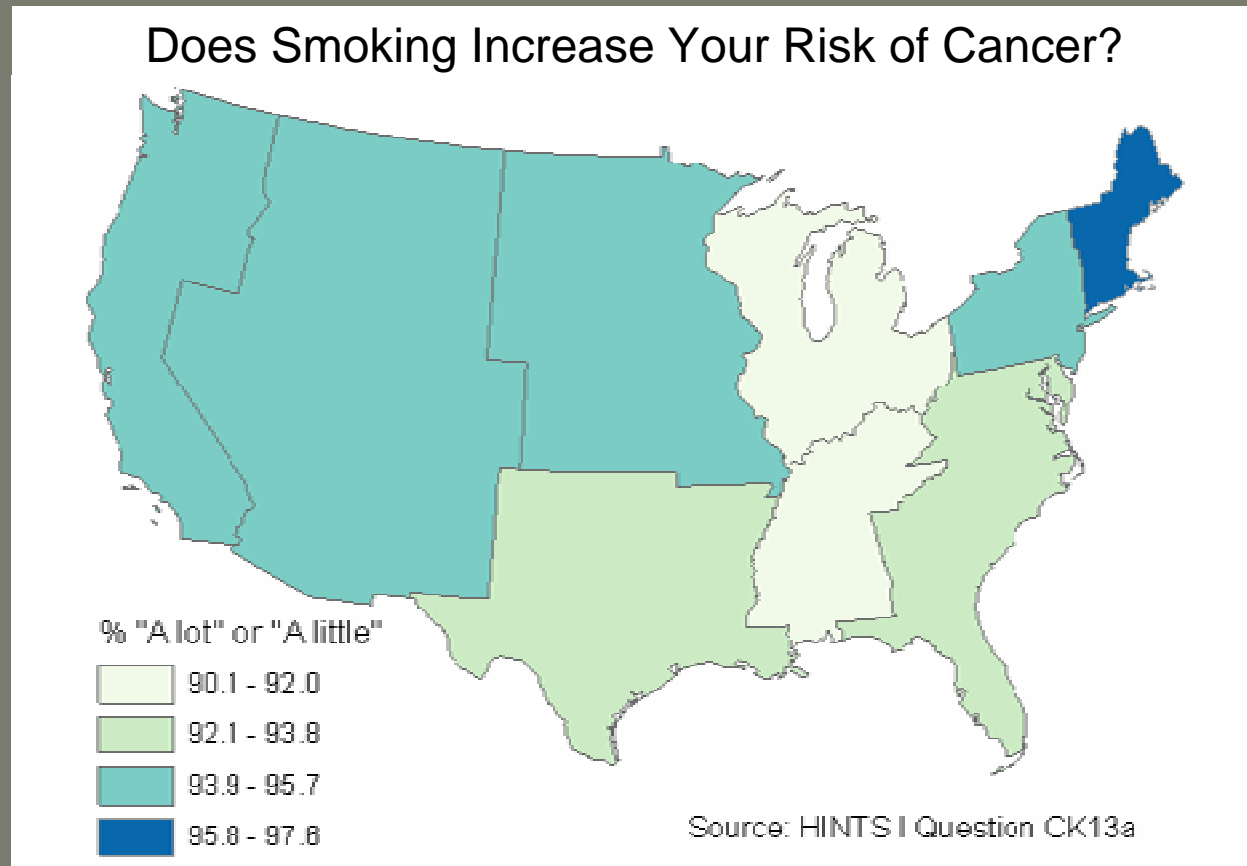 Does Smoking Increase Your Risk of Cancer?
% "A lot" or "A little"
90.1 - 92.0
92.1 - 93.8
93.9 - 95.7
95.8 - 97.6
Source: HINTS I Question CK13a